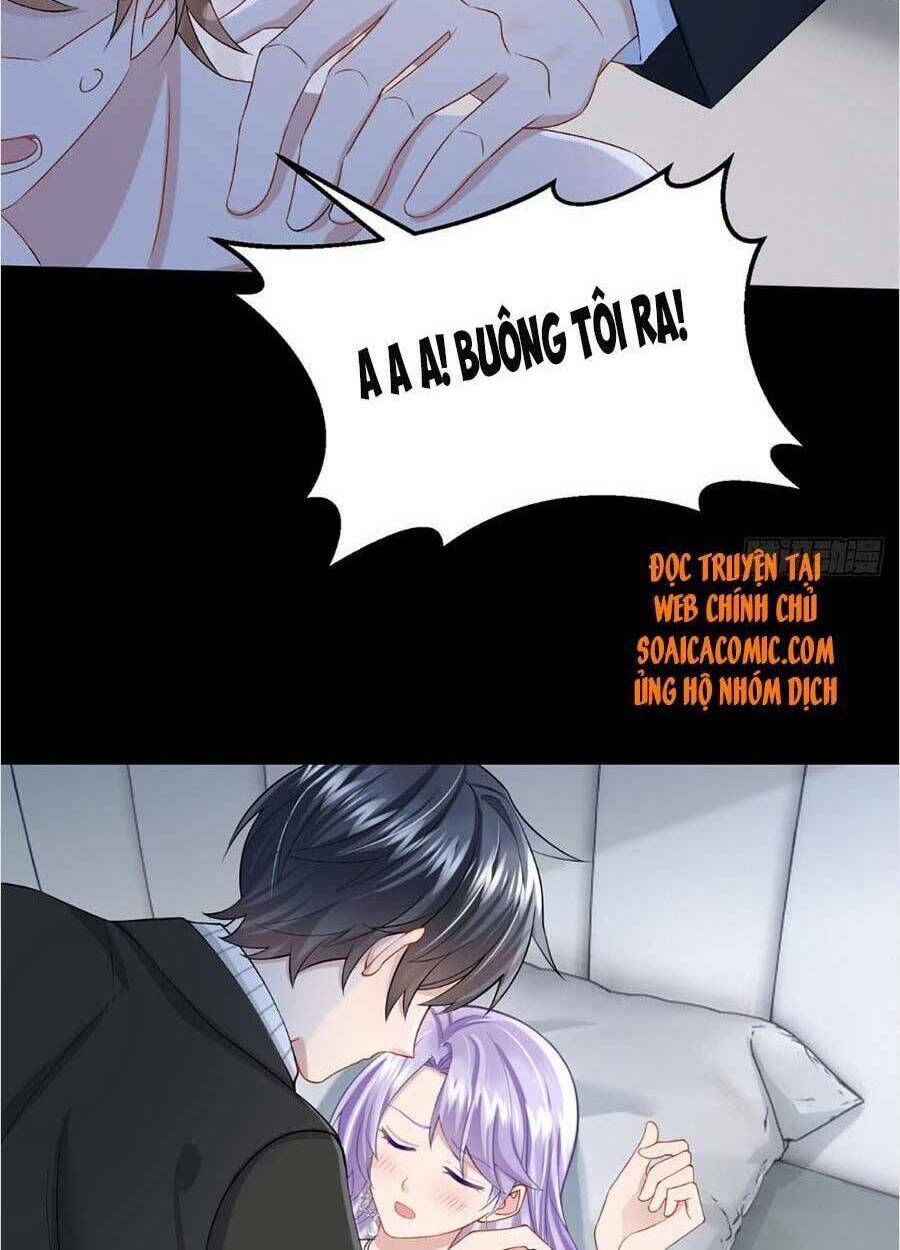 A A A! BUÔNG TÔI RA!
ĐỌC TRUYỆN TẠI
WEB CHÍNH CHỦ
SOAICACOMIC.COM
ỦNG HỘ NHÓM DỊCH